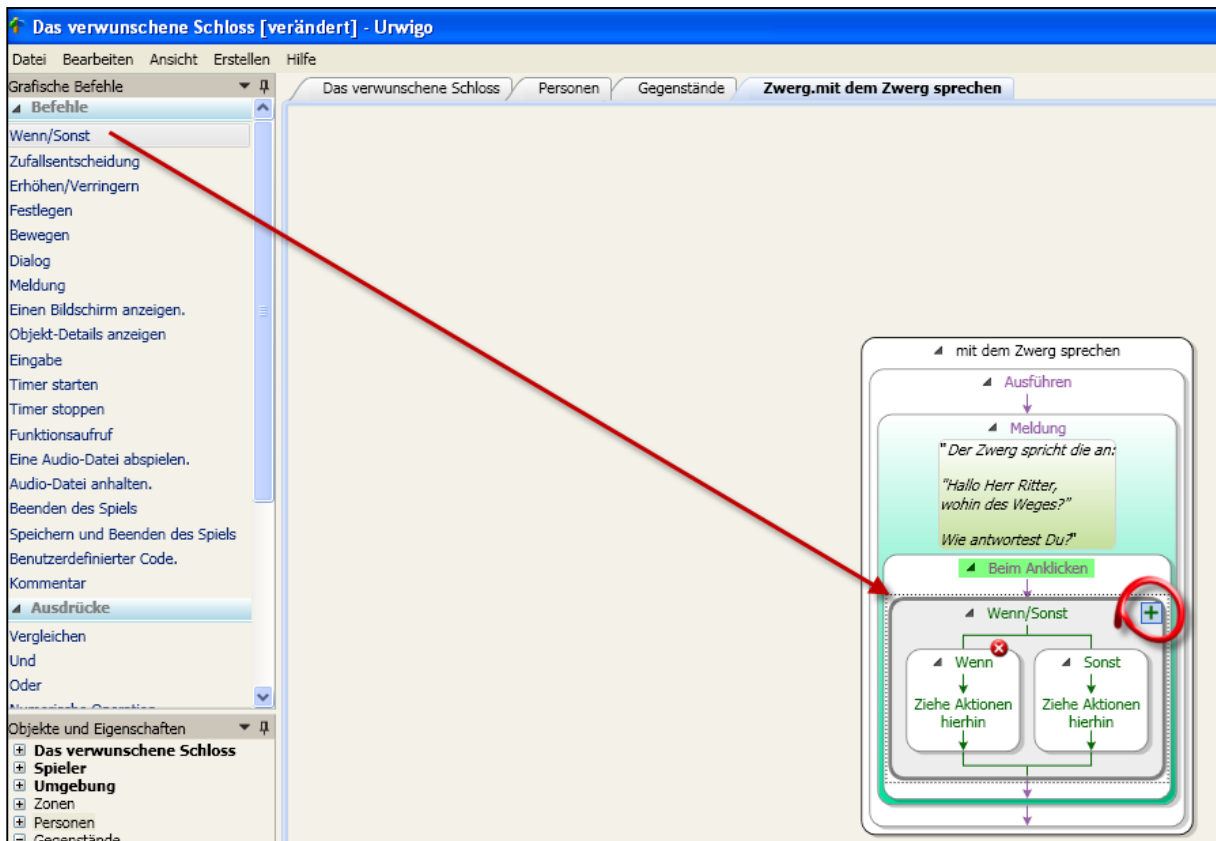 Das verwunschene Schloss [verändert] - Urwigo
Datei Bearbeiten Ansicht Erstellen Hilfe
Grafische Befehle
Befehle
Wenn/Sonst
Zufallsentscheidung
Erhöhen/Verringern
Festlegen
Bewegen
Dialog
Meldung
Einen Bildschirm anzeigen.
Objekt-Details anzeigen
Eingabe
Timer starten
Timer stoppen
Funktionsaufruf
Eine Audio-Datei abspielen.
Audio-Datei anhalten.
Beenden des Spiels
Speichern und Beenden des Spiels
Benutzerdefinierter Code.
Kommentar
Ausdrücke
Vergleichen
Und
Oder
Numerische Operation
Objekte und Eigenschaften
Das verwunschene Schloss
Spieler
Umgebung
Zonen
Personen
Gegenstände
Das verwunschene Schloss Personen Gegenstände Zwerg.mit dem Zwerg sprechen
mit dem Zwerg sprechen
Ausführen
Meldung
"Der Zwerg spricht die an:
"Hallo Herr Ritter,
wohin des Weges?"
Wie antwortest Du?"
Beim Anklicken
Wenn/Sonst
Wenn Sonst
Ziehe Aktionen Ziehe Aktionen
hierhin hierhin